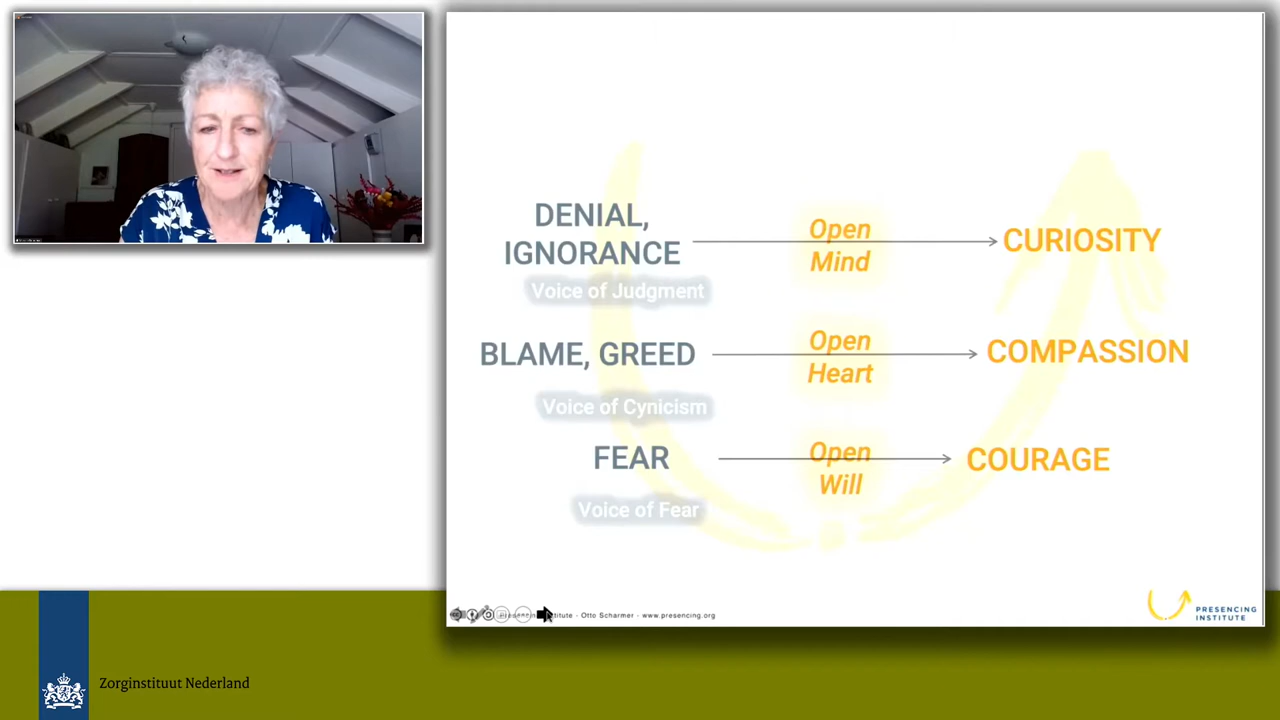 DENIAL,
IGNORANCE
Open
Mind
CURIOSITY
Voice of Judgment
BLAME, GREED
Open
Heart
COMPASSION
Voice of Cynicism
FEAR
Open
Will
COURAGE
Voice of Fear
- Otto Scharmer - www.presencing.org
PRESENCING
INSTITUTE
Zorginstituut Nederland